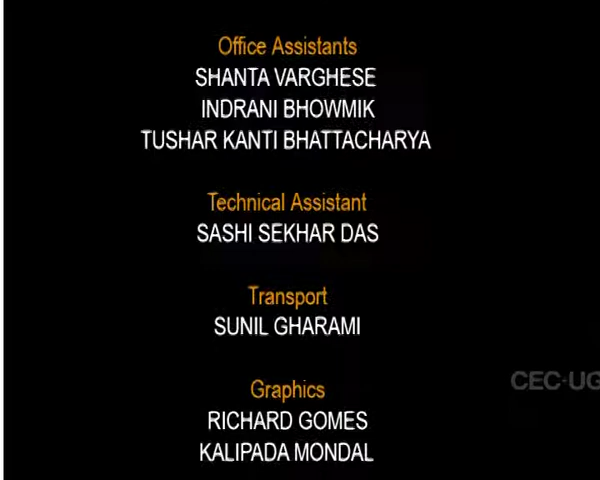 Office Assistants
SHANTA VARGHESE
INDRANI BHOWMIK
TUSHAR KANTI BHATTACHARYA
Technical Assistant
SASHI SEKHAR DAS
Transport
SUNIL GHARAMI
CEC-UG
Graphics
RICHARD GOMES
KALIPADA MONDAL